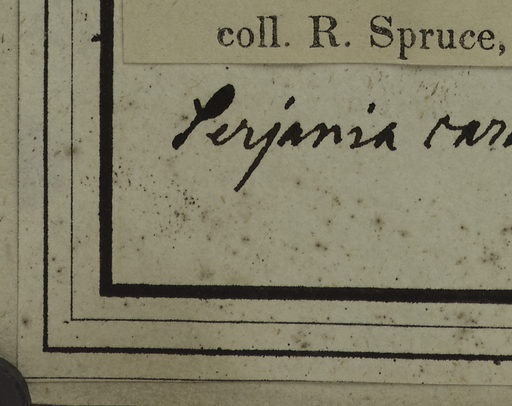 coll. R. Spruce,
Serjania